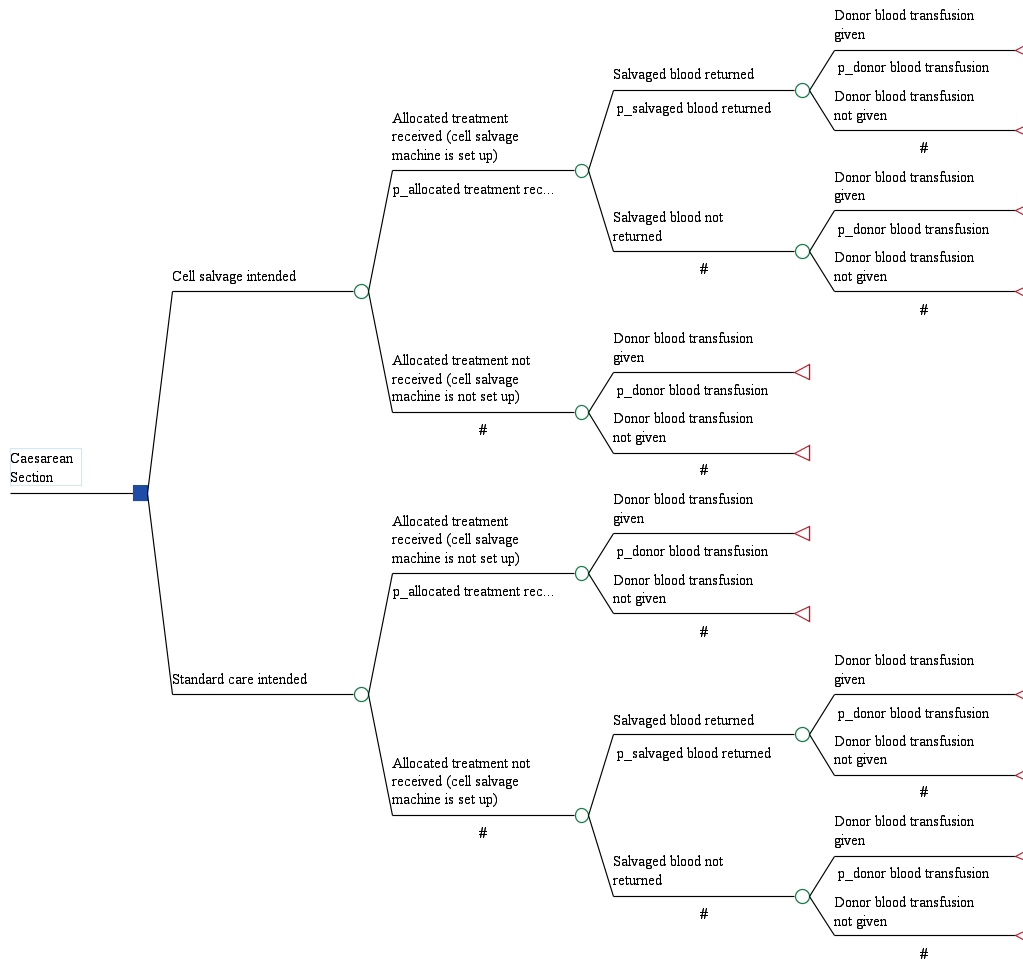 Caesarean
Section
Cell salvage intended
Allocated treatment
received (cell salvage
machine is set up)
p_allocated treatment rec...
Salvaged blood returned
p_salvaged blood returned
Donor blood transfusion
given
p_donor blood transfusion
Donor blood transfusion
not given
#
Salvaged blood not
returned
#
Donor blood transfusion
given
p_donor blood transfusion
Donor blood transfusion
not given
#
Allocated treatment not
received (cell salvage
machine is not set up)
#
Donor blood transfusion
given
p_donor blood transfusion
Donor blood transfusion
not given
#
Standard care intended
Allocated treatment
received (cell salvage
machine is not set up)
p_allocated treatment rec...
Donor blood transfusion
given
p_donor blood transfusion
Donor blood transfusion
not given
#
Allocated treatment not
received (cell salvage
machine is set up)
#
Salvaged blood returned
p_salvaged blood returned
Donor blood transfusion
given
p_donor blood transfusion
Donor blood transfusion
not given
#
Salvaged blood not
returned
#
Donor blood transfusion
given
p_donor blood transfusion
Donor blood transfusion
not given
#